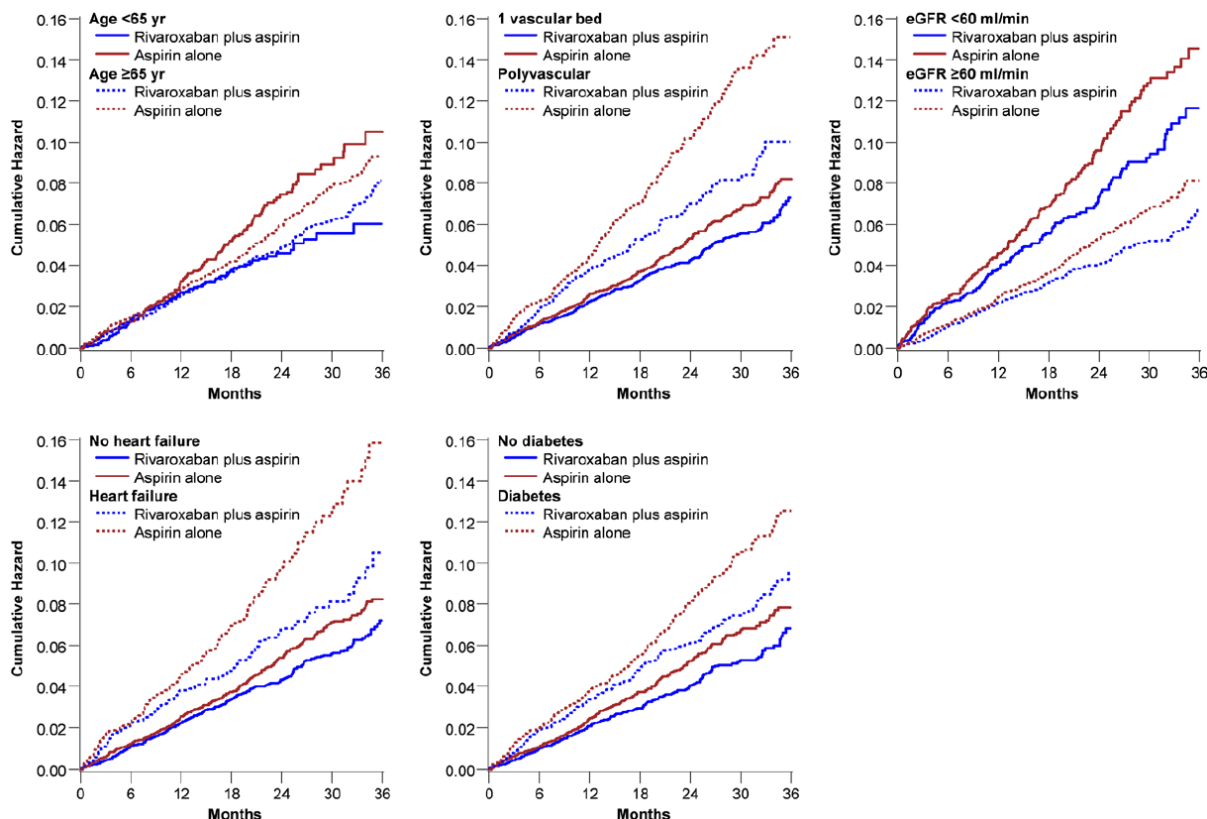 Age <65 yr
Rivaroxaban plus aspirin
Aspirin alone
Age ≥65 yr
Rivaroxaban plus aspirin
Aspirin alone
Cumulative Hazard
0.16
0.14
0.12
0.10
0.08
0.06
0.04
0.02
0.00
0 6 12 18 24 30 36
Months
1 vascular bed
Rivaroxaban plus aspirin
Aspirin alone
Polyvascular
Rivaroxaban plus aspirin
Aspirin alone
Cumulative Hazard
0.16
0.14
0.12
0.10
0.08
0.06
0.04
0.02
0.00
0 6 12 18 24 30 36
Months
eGFR <60 ml/min
Rivaroxaban plus aspirin
Aspirin alone
eGFR ≥60 ml/min
Rivaroxaban plus aspirin
Aspirin alone
Cumulative Hazard
0.16
0.14
0.12
0.10
0.08
0.06
0.04
0.02
0.00
0 6 12 18 24 30 36
Months
No heart failure
Rivaroxaban plus aspirin
Aspirin alone
Heart failure
Rivaroxaban plus aspirin
Aspirin alone
Cumulative Hazard
0.16
0.14
0.12
0.10
0.08
0.06
0.04
0.02
0.00
0 6 12 18 24 30 36
Months
No diabetes
Rivaroxaban plus aspirin
Aspirin alone
Diabetes
Rivaroxaban plus aspirin
Aspirin alone
Cumulative Hazard
0.16
0.14
0.12
0.10
0.08
0.06
0.04
0.02
0.00
0 6 12 18 24 30 36
Months